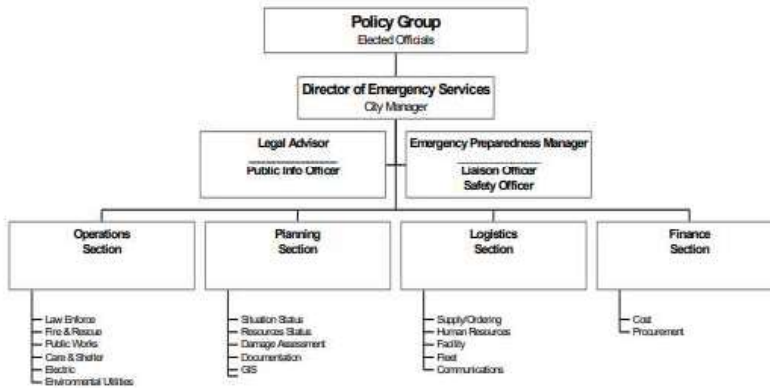 Policy Group
Elected Officials
Director of Emergency Services
City Manager
Legal Advisor
Public Info Officer
Emergency Preparedness Manager
Liaison Officer
Safety Officer
Operations
Section
Law Enforce
Fire & Rescue
Public Works
Care & Shelter
Electric
Environmental Utilities
Planning
Section
Situation Status
Resources Status
Damage Assessment
Documentation
GIS
Logistics
Section
Supply/Ordering
Human Resources
Facility
Fleet
Communications
Finance
Section
Cost
Procurement